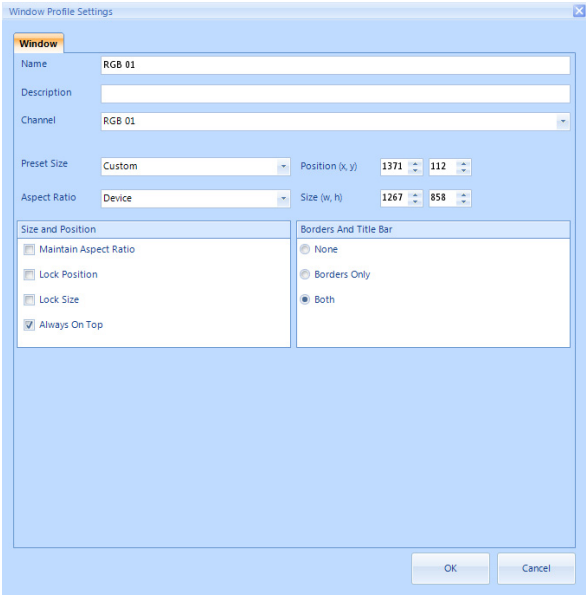 Window Profile Settings
Window
Name RGB 01
Description
Channel RGB 01
Preset Size Custom Position (x, y) 1371 112
Aspect Ratio Device Size (w, h) 1267 858
Size and Position Borders And Title Bar
Maintain Aspect Ratio None
Lock Position Borders Only
Lock Size Both
Always On Top
OK Cancel